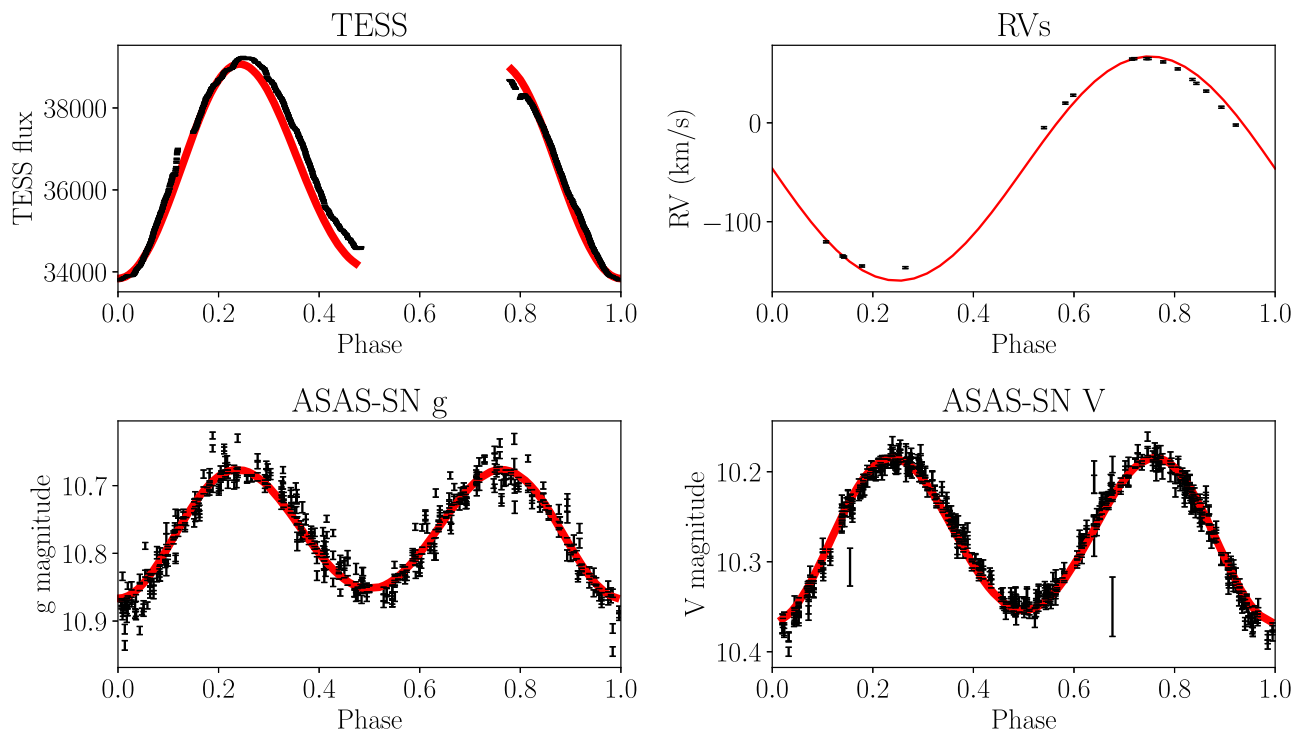 TESS
38000
36000
34000
TESS flux
0.0 0.2 0.4 0.6 0.8 1.0
Phase
RVs
0
−100
RV (km/s)
0.0 0.2 0.4 0.6 0.8 1.0
Phase
ASAS-SN g
10.7
10.8
10.9
g magnitude
0.0 0.2 0.4 0.6 0.8 1.0
Phase
ASAS-SN V
10.2
10.3
10.4
V magnitude
0.0 0.2 0.4 0.6 0.8 1.0
Phase